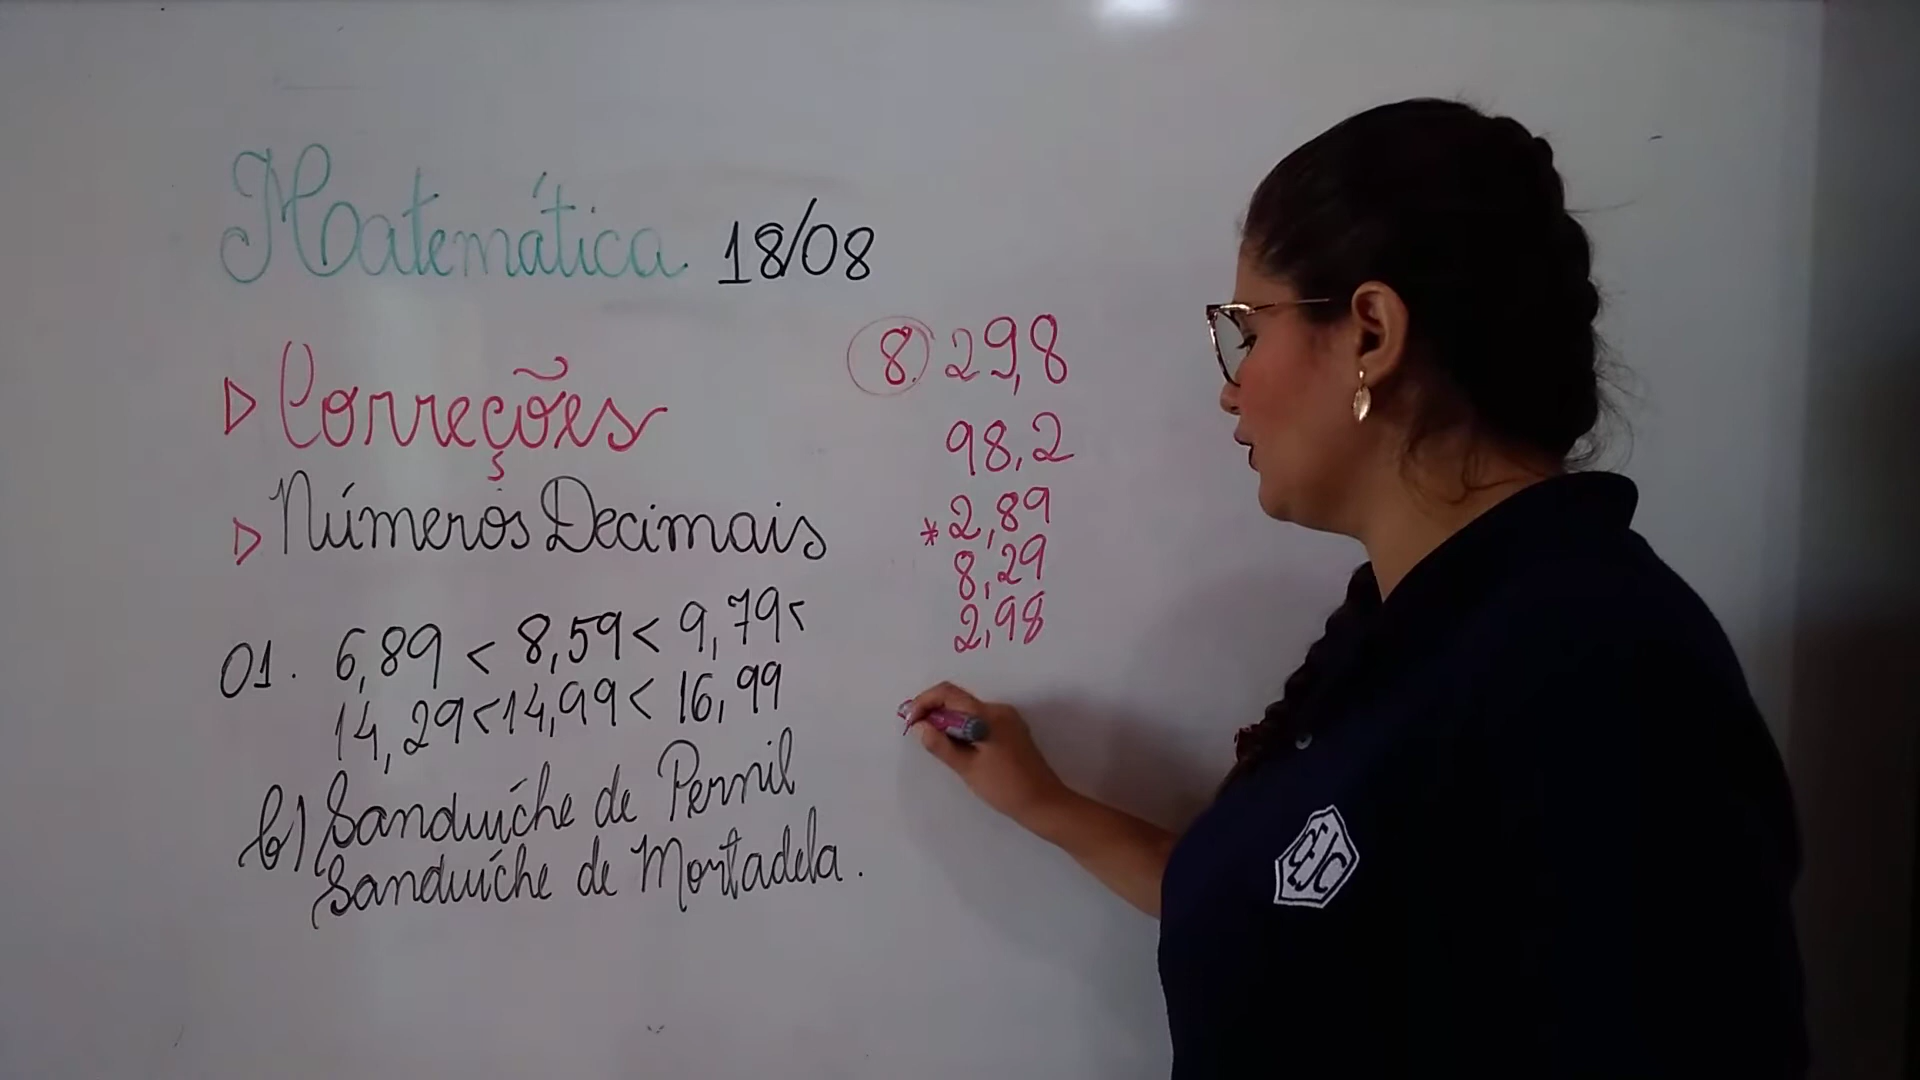 Matemática 18/08
▷ Correções
▷ Números Decimais
01. 6,89 < 8,59 < 9,79 <
14,29 < 14,99 < 16,99
b) Sanduíche de Pernil
Sanduíche de Mortadela.
8. 29,8
98,2
* 2,89
8,29
2,98